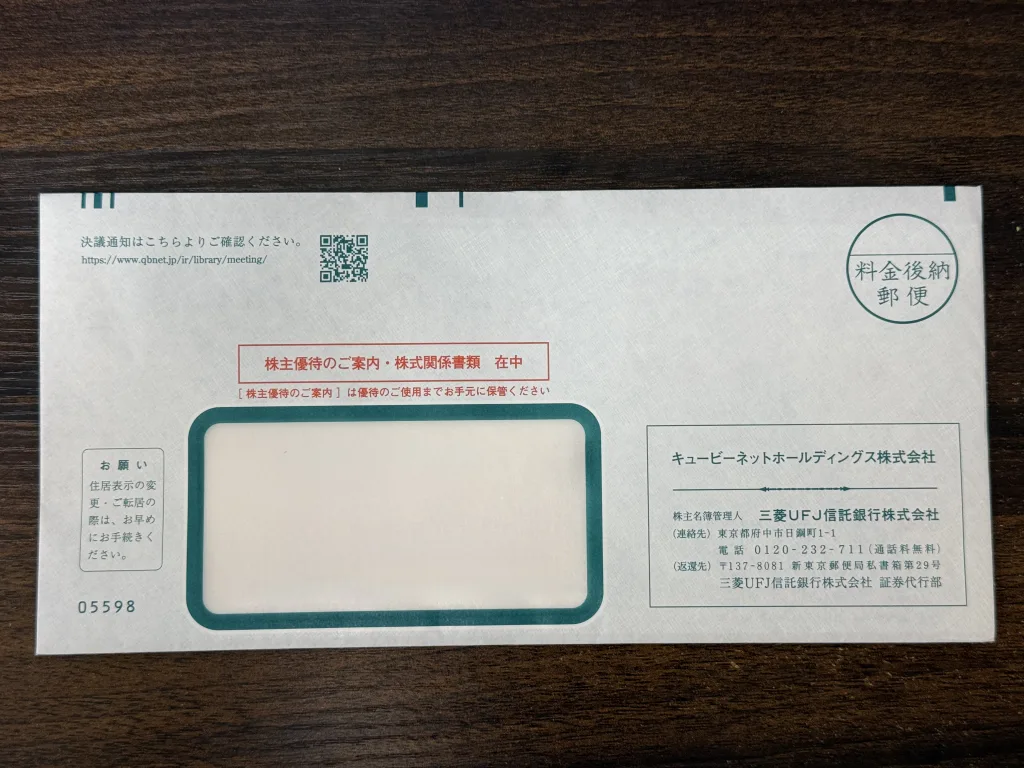 決議通知はこちらよりご確認ください。
https://www.qbnet.jp/ir/library/meeting/
料金後納
郵便
株主優待のご案内・株式関係書類 在中
[ 株主優待のご案内 ] は優待のご使用までお手元に保管ください
お願い
住居表示の変
更・ご転居の
際は、お早め
にお手続きく
ださい。
05598
キュービーネットホールディングス株式会社
株主名簿管理人 三菱UFJ信託銀行株式会社
(連絡先) 東京都府中市日鋼町1-1
電話 0120-232-711(通話料無料)
(返還先) 〒137-8081 新東京郵便局私書箱第29号
三菱UFJ信託銀行株式会社 証券代行部